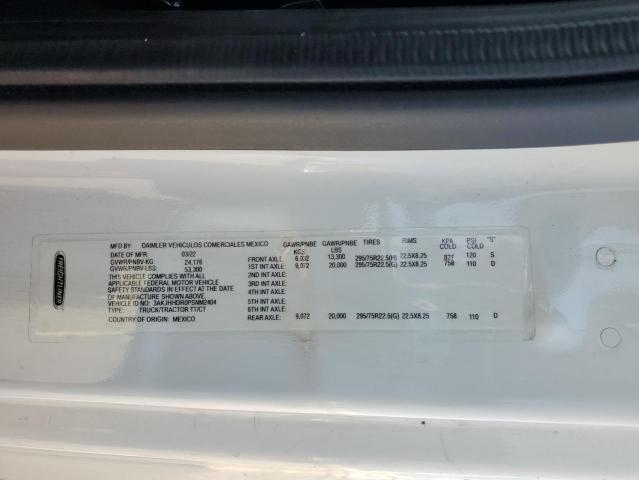 FREIGHTLINER
MFD BY: DAIMLER VEHICULOS COMERCIALES MEXICO
DATE OF MFR: 03/22
GVWR/PNBV-KG: 24,176
GVWR/PNBV-LBS: 53,300
THIS VEHICLE COMPLIES WITH ALL
APPLICABLE FEDERAL MOTOR VEHICLE
SAFETY STANDARDS IN EFFECT AT THE DATE
OF MANUFACTURE SHOWN ABOVE.
VEHICLE ID NO: 3AKJHHDR0PSNM2404
TYPE: TRUCK/TRACTOR TT/CT
COUNTRY OF ORIGIN: MEXICO
GAWR/PNBE KGS GAWR/PNBE LBS TIRES RIMS KPA COLD PSI COLD "S"
FRONT AXLE: 6,032 13,300 295/75R22.5(H) 22.5X8.25 827 120 S
1ST INT AXLE: 9,072 20,000 295/75R22.5(G) 22.5X8.25 758 110 D
2ND INT AXLE:
3RD INT AXLE:
4TH INT AXLE:
5TH INT AXLE:
6TH INT AXLE:
REAR AXLE: 9,072 20,000 295/75R22.5(G) 22.5X8.25 758 110 D